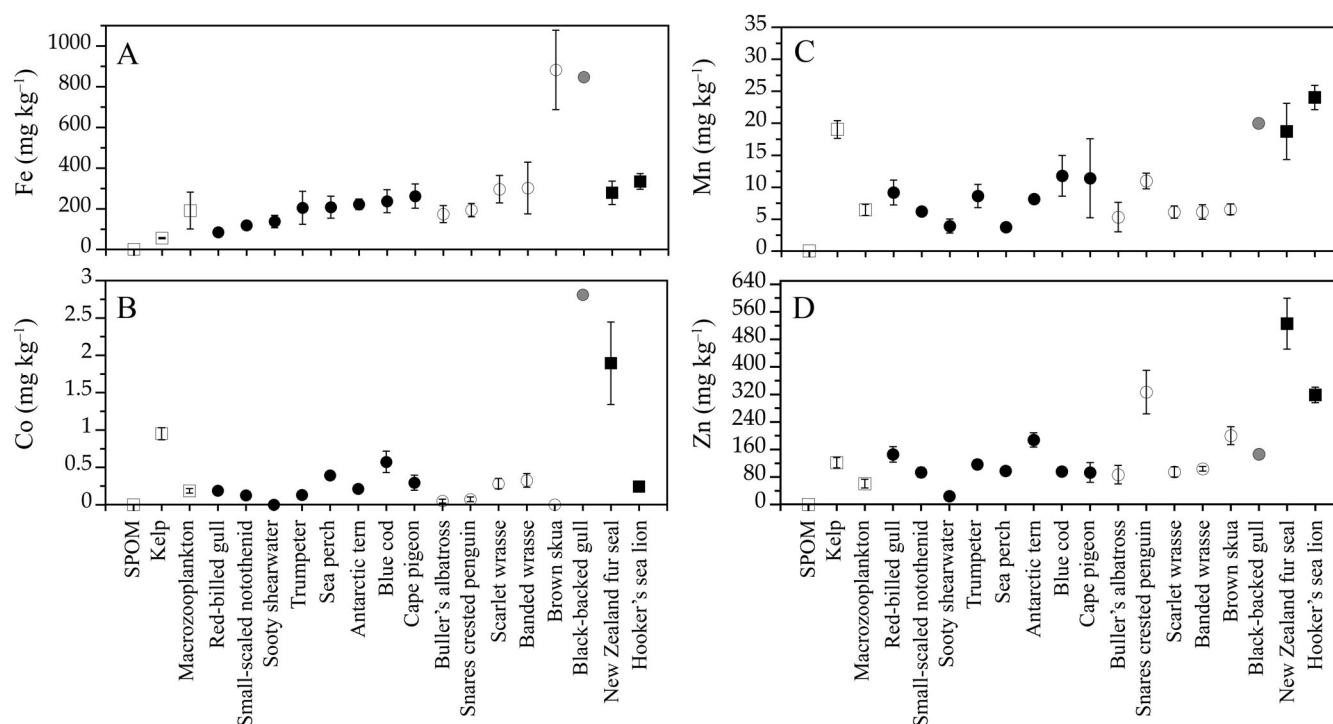 A
Fe (mg kg⁻¹)
1000
800
600
400
200
0
B
Co (mg kg⁻¹)
3
2.5
2
1.5
1
0.5
0
SPOM
Kelp
Macrozooplankton
Red-billed gull
Small-scaled notothenid
Sooty shearwater
Trumpeter
Sea perch
Antarctic tern
Blue cod
Cape pigeon
Buller's albatross
Snares crested penguin
Scarlet wrasse
Banded wrasse
Brown skua
Black-backed gull
New Zealand fur seal
Hooker's sea lion
C
Mn (mg kg⁻¹)
35
30
25
20
15
10
5
0
D
Zn (mg kg⁻¹)
640
560
480
400
320
240
160
80
0
SPOM
Kelp
Macrozooplankton
Red-billed gull
Small-scaled notothenid
Sooty shearwater
Trumpeter
Sea perch
Antarctic tern
Blue cod
Cape pigeon
Buller's albatross
Snares crested penguin
Scarlet wrasse
Banded wrasse
Brown skua
Black-backed gull
New Zealand fur seal
Hooker's sea lion